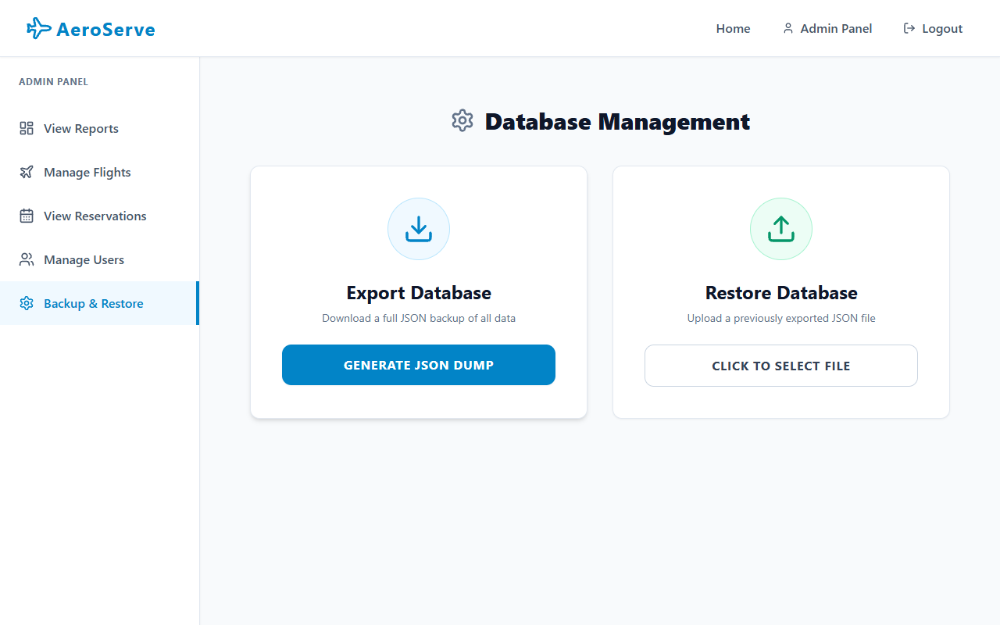 AeroServe
Home
Admin Panel
Logout
ADMIN PANEL
View Reports
Manage Flights
View Reservations
Manage Users
Backup & Restore
Database Management
Export Database
Download a full JSON backup of all data
GENERATE JSON DUMP
Restore Database
Upload a previously exported JSON file
CLICK TO SELECT FILE